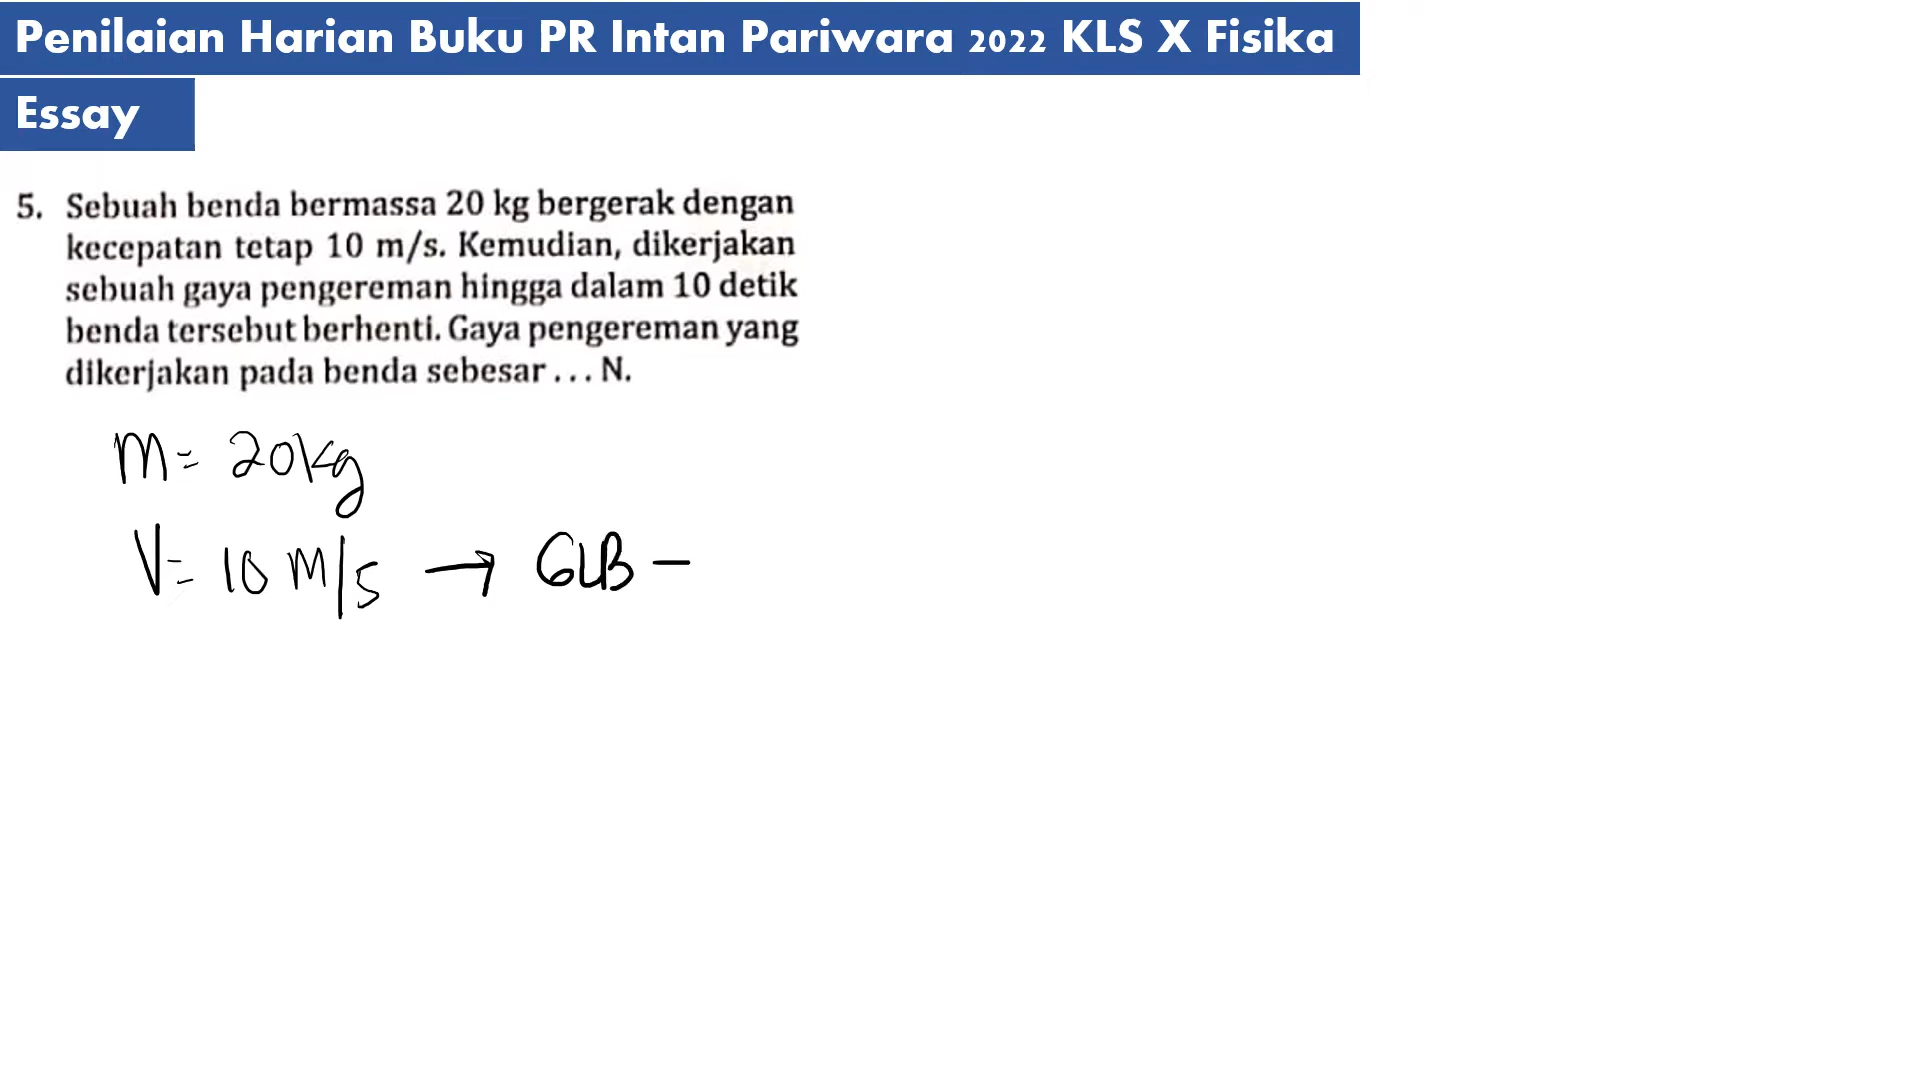 Penilaian Harian Buku PR Intan Pariwara 2022 KLS X Fisika
Essay
5. Sebuah benda bermassa 20 kg bergerak dengan
kecepatan tetap 10 m/s. Kemudian, dikerjakan
sebuah gaya pengereman hingga dalam 10 detik
benda tersebut berhenti. Gaya pengereman yang
dikerjakan pada benda sebesar . . . N.
m = 20 kg
V = 10 m/s → GLB –